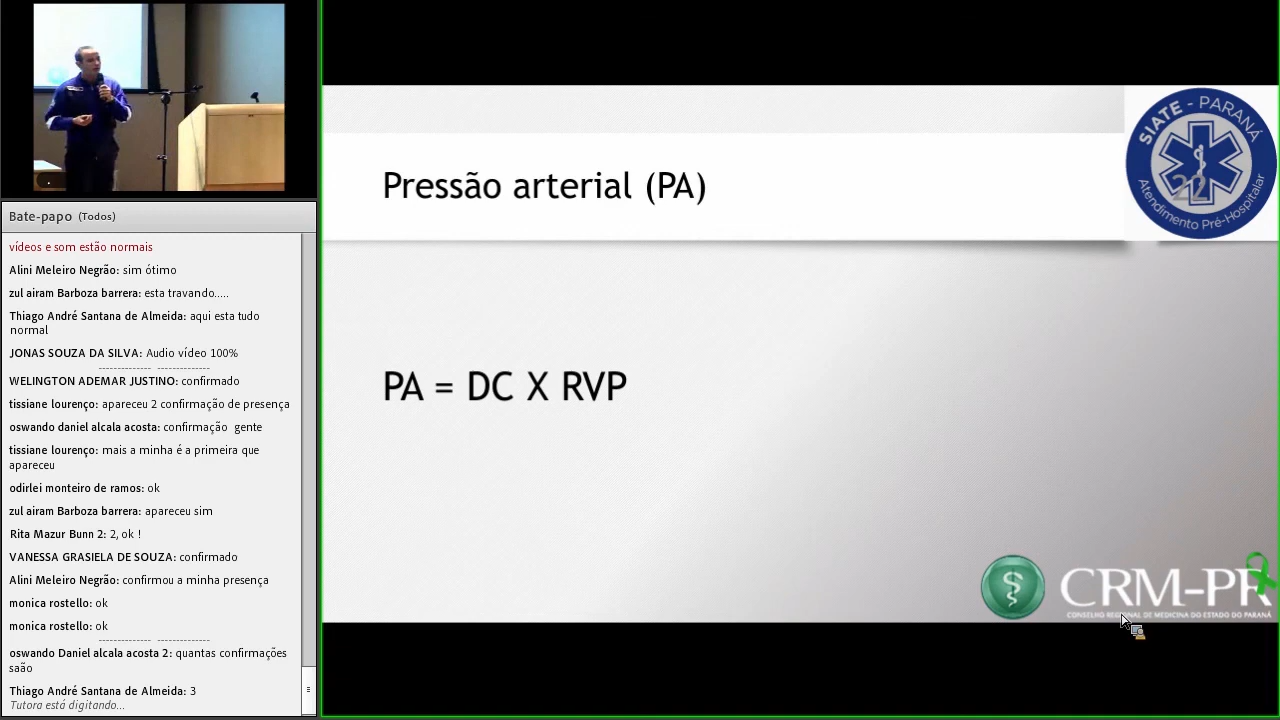 Bate-papo (Todos)
vídeos e som estão normais
Alini Meleiro Negrão: sim ótimo
zul airam Barboza barrera: esta travando.....
Thiago André Santana de Almeida: aqui esta tudo
normal
JONAS SOUZA DA SILVA: Audio vídeo 100%
-------------- --------------
WELINGTON ADEMAR JUSTINO: confirmado
tissiane lourenço: apareceu 2 confirmação de presença
oswando daniel alcala acosta: confirmação gente
tissiane lourenço: mais a minha é a primeira que
apareceu
odirlei monteiro de ramos: ok
zul airam Barboza barrera: apareceu sim
Rita Mazur Bunn 2: 2, ok !
VANESSA GRASIELA DE SOUZA: confirmado
Alini Meleiro Negrão: confirmou a minha presença
monica rostello: ok
monica rostello: ok
-------------- --------------
oswando Daniel alcala acosta 2: quantas confirmações
saão
Thiago André Santana de Almeida: 3
Tutora está digitando...
Pressão arterial (PA)
SIATE - PARANÁ
22
Atendimento Pré-Hospitalar
PA = DC X RVP
CRM-PR
CONSELHO REGIONAL DE MEDICINA DO ESTADO DO PARANÁ